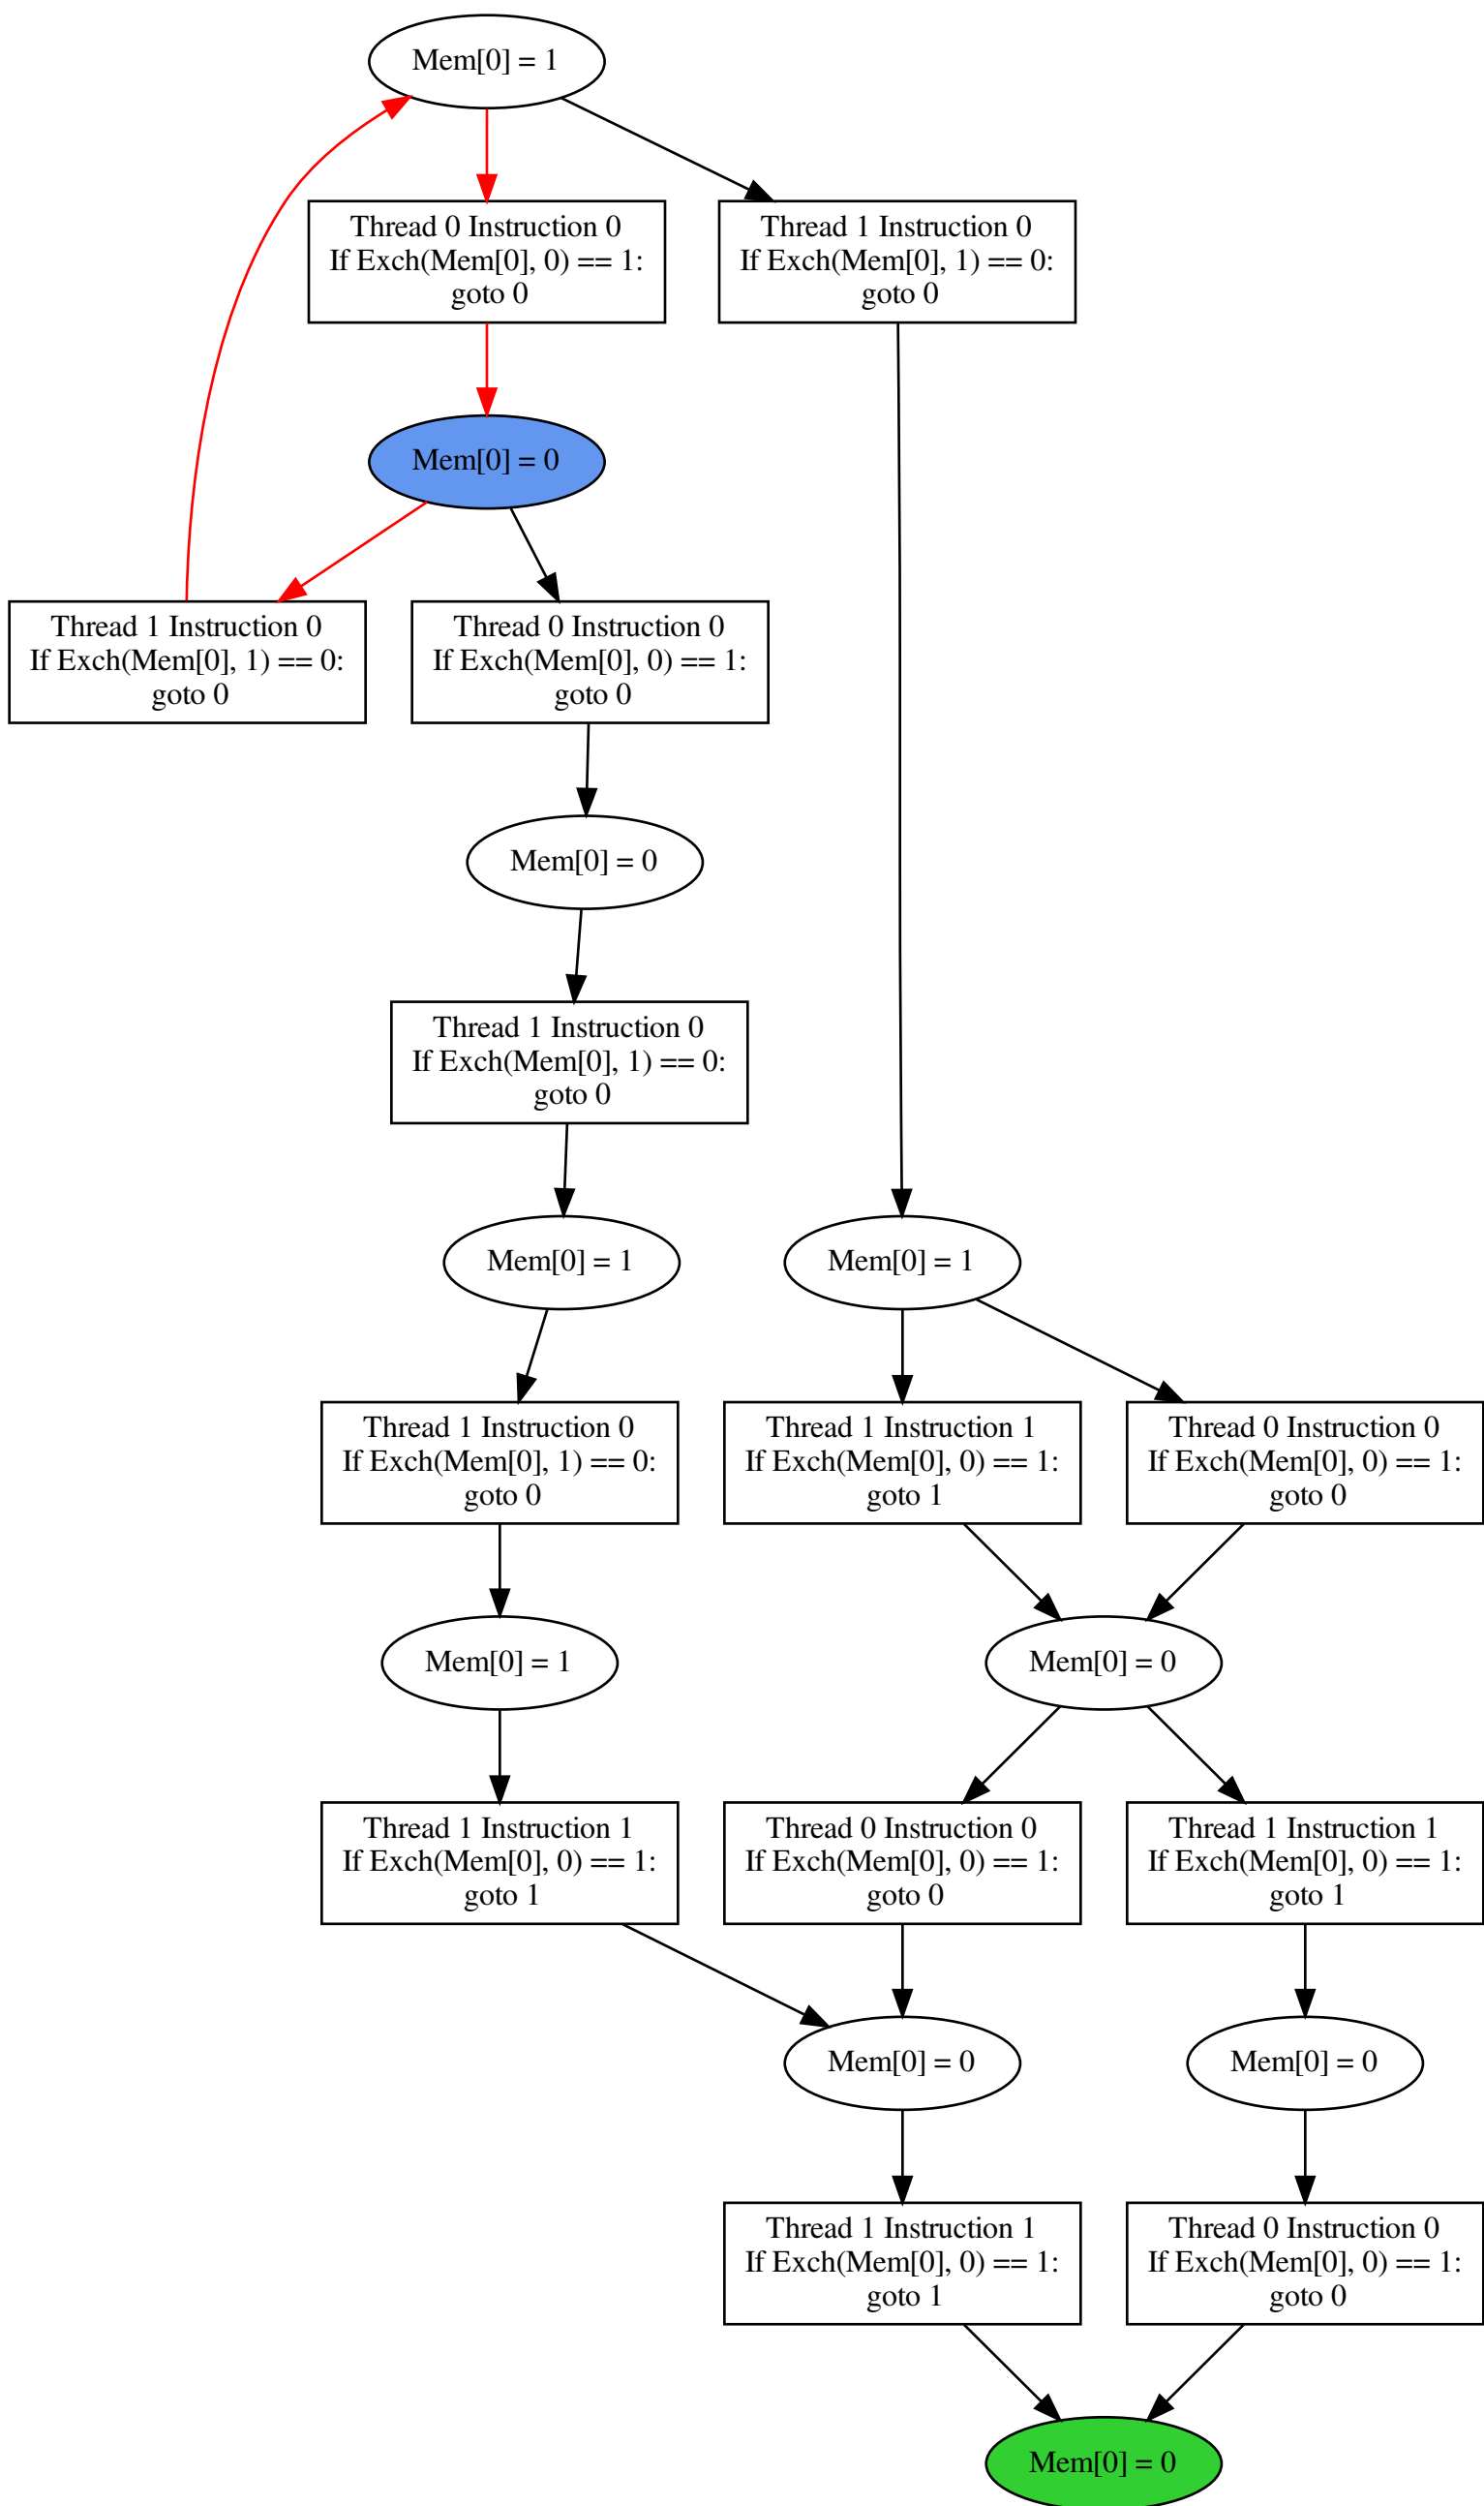 Mem[0] = 1
Thread 0 Instruction 0
If Exch(Mem[0], 0) == 1:
goto 0
Thread 1 Instruction 0
If Exch(Mem[0], 1) == 0:
goto 0
Mem[0] = 0
Thread 1 Instruction 0
If Exch(Mem[0], 1) == 0:
goto 0
Thread 0 Instruction 0
If Exch(Mem[0], 0) == 1:
goto 0
Mem[0] = 0
Thread 1 Instruction 0
If Exch(Mem[0], 1) == 0:
goto 0
Mem[0] = 1
Mem[0] = 1
Thread 1 Instruction 0
If Exch(Mem[0], 1) == 0:
goto 0
Thread 1 Instruction 1
If Exch(Mem[0], 0) == 1:
goto 1
Thread 0 Instruction 0
If Exch(Mem[0], 0) == 1:
goto 0
Mem[0] = 1
Mem[0] = 0
Thread 1 Instruction 1
If Exch(Mem[0], 0) == 1:
goto 1
Thread 0 Instruction 0
If Exch(Mem[0], 0) == 1:
goto 0
Thread 1 Instruction 1
If Exch(Mem[0], 0) == 1:
goto 1
Mem[0] = 0
Mem[0] = 0
Thread 1 Instruction 1
If Exch(Mem[0], 0) == 1:
goto 1
Thread 0 Instruction 0
If Exch(Mem[0], 0) == 1:
goto 0
Mem[0] = 0